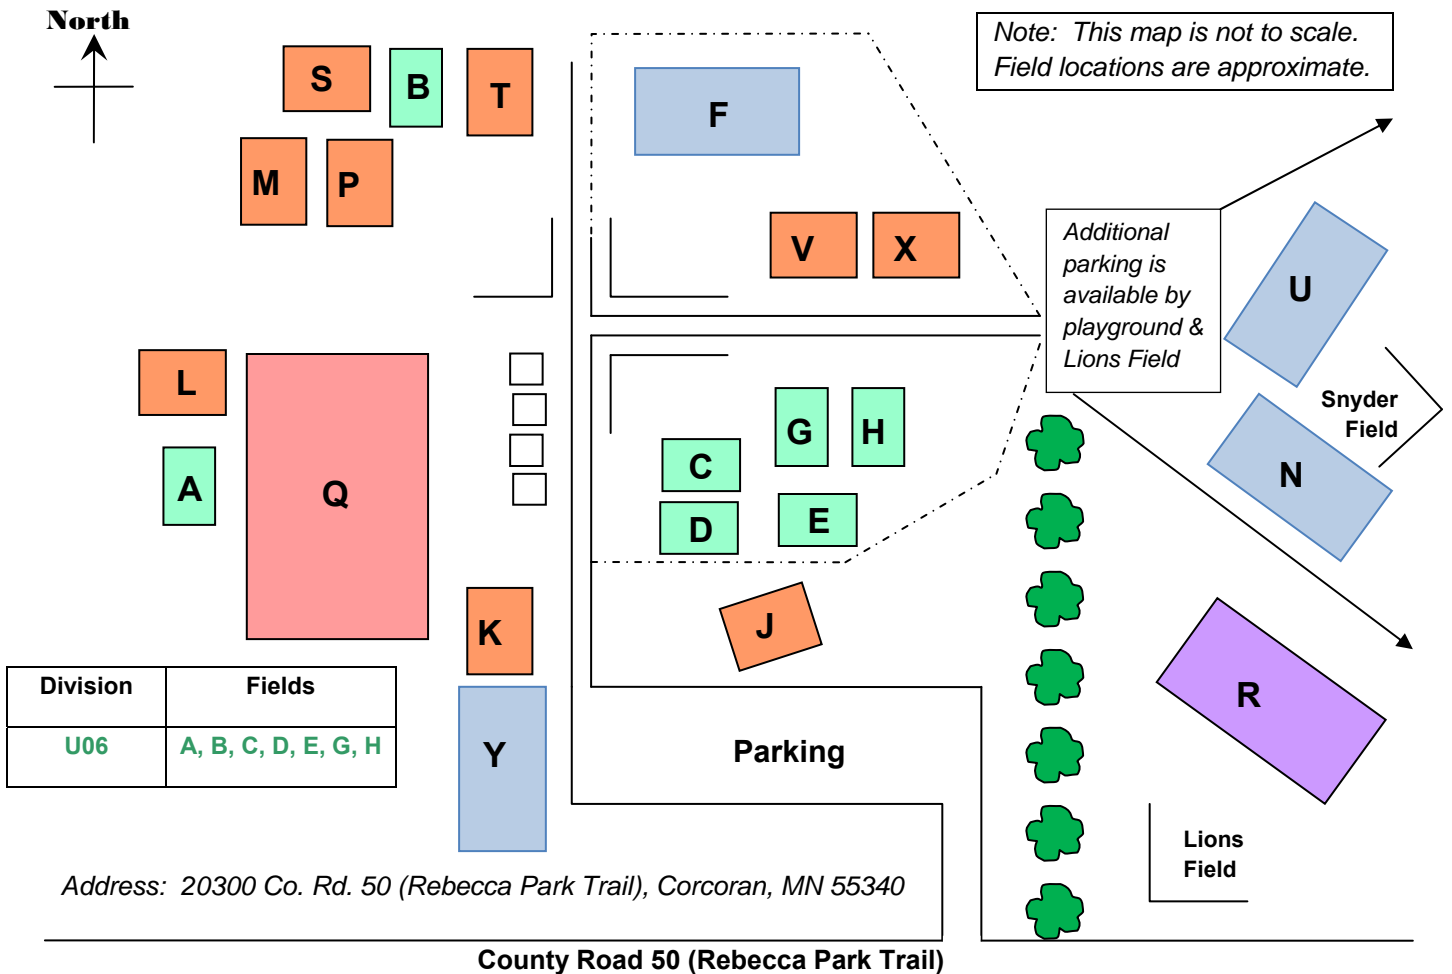 North
Note: This map is not to scale.
Field locations are approximate.
S
B
T
F
M
P
V
X
Additional
parking is
available by
playground &
Lions Field
U
L
Snyder
Field
G
H
C
A
Q
N
D
E
K
J
R
Division Fields
U06 A, B, C, D, E, G, H
Y
Parking
Lions
Field
Address: 20300 Co. Rd. 50 (Rebecca Park Trail), Corcoran, MN 55340
County Road 50 (Rebecca Park Trail)